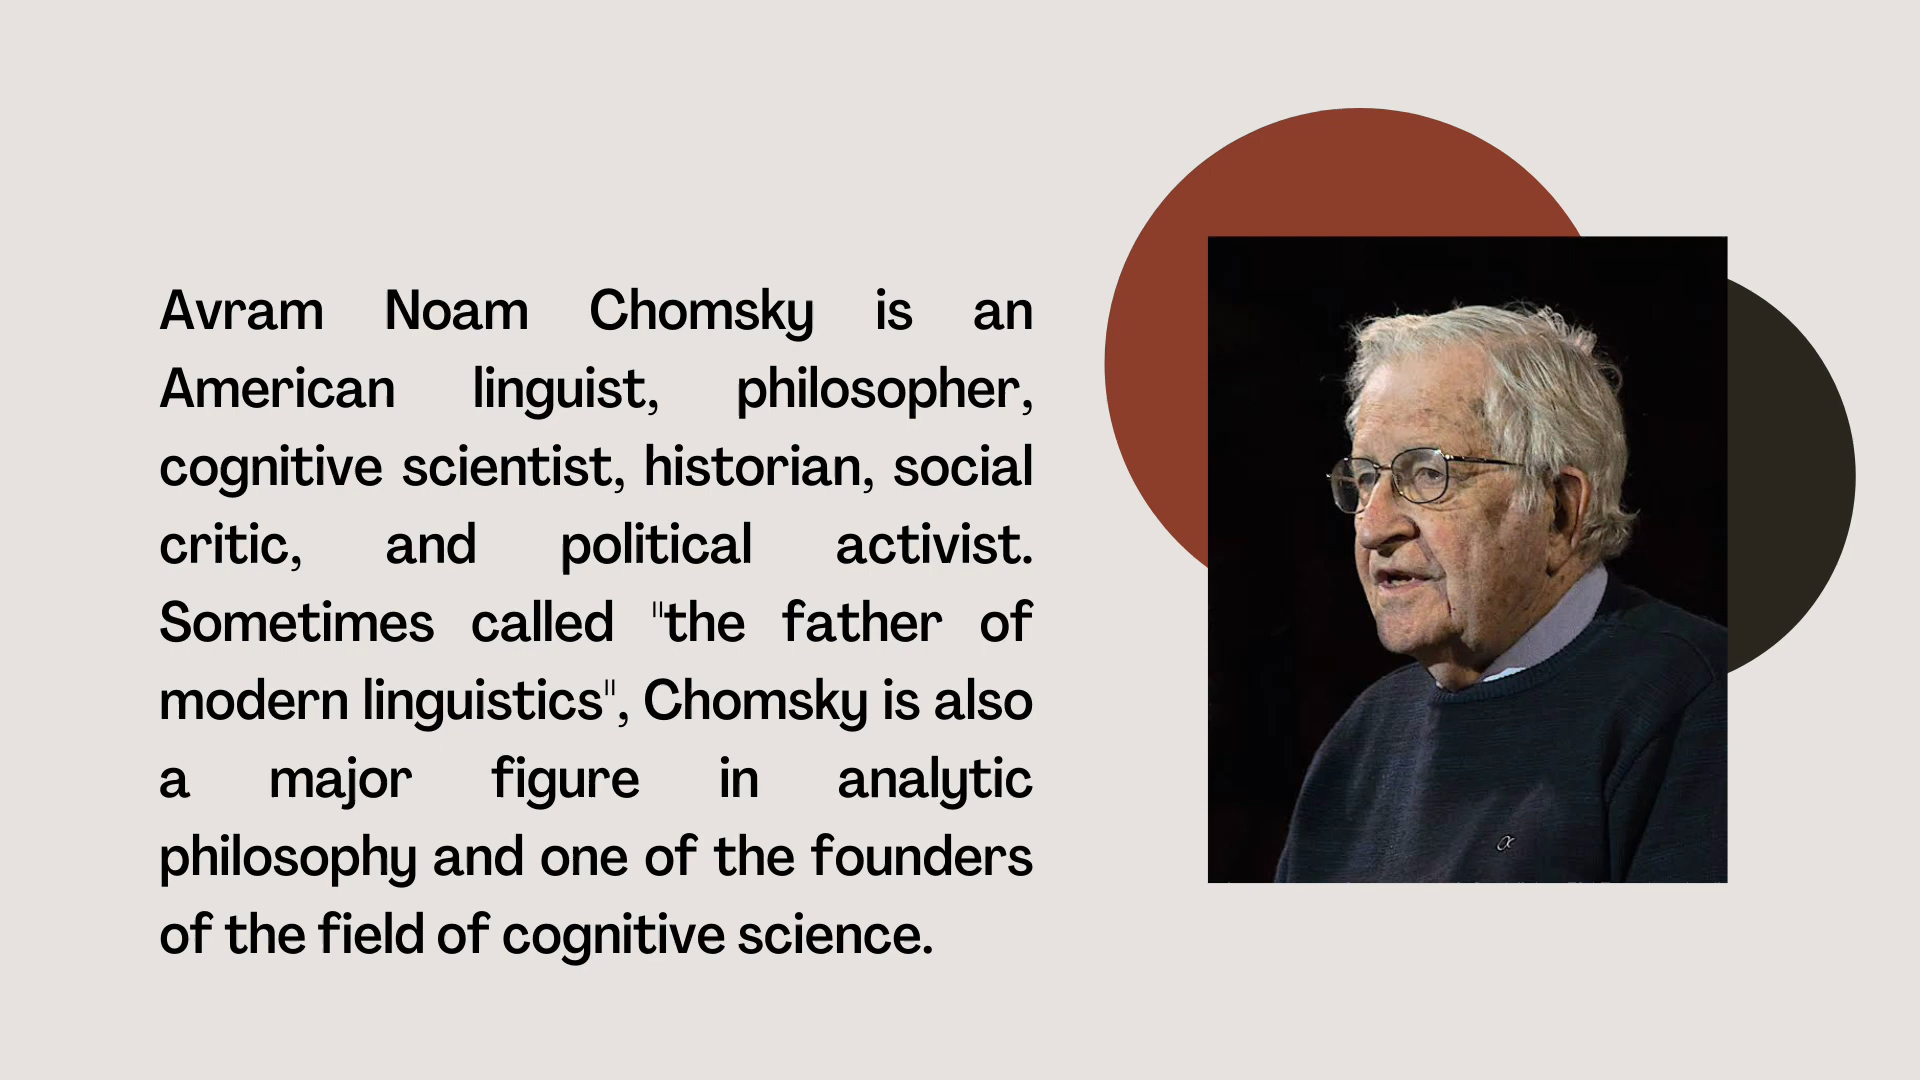 Avram Noam Chomsky is an
American linguist, philosopher,
cognitive scientist, historian, social
critic, and political activist.
Sometimes called "the father of
modern linguistics", Chomsky is also
a major figure in analytic
philosophy and one of the founders
of the field of cognitive science.